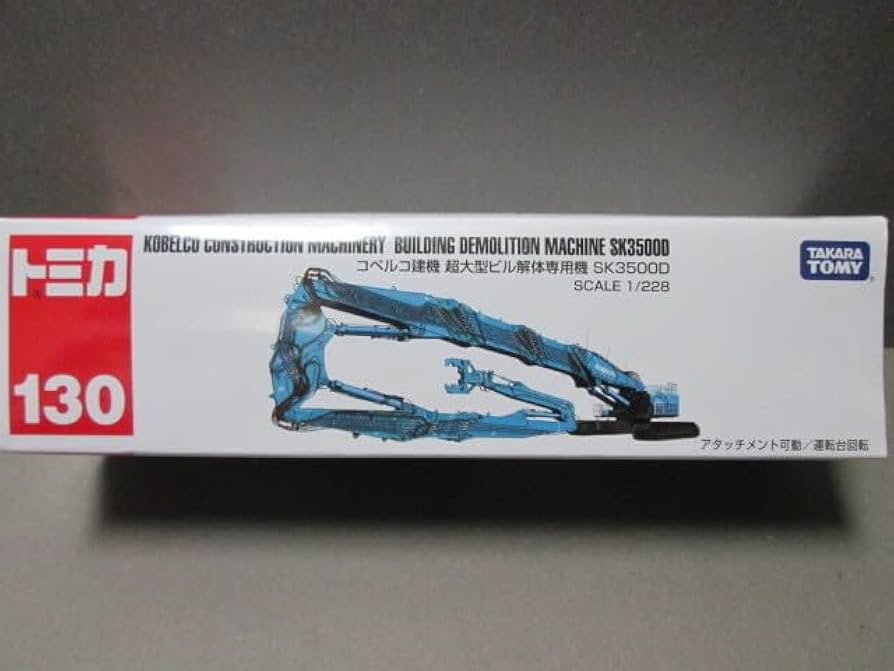 トミカ
130
KOBELCO CONSTRUCTION MACHINERY BUILDING DEMOLITION MACHINE SK3500D
コベルコ建機 超大型ビル解体専用機 SK3500D
SCALE 1/228
TAKARA
TOMY
アタッチメント可動/運転台回転